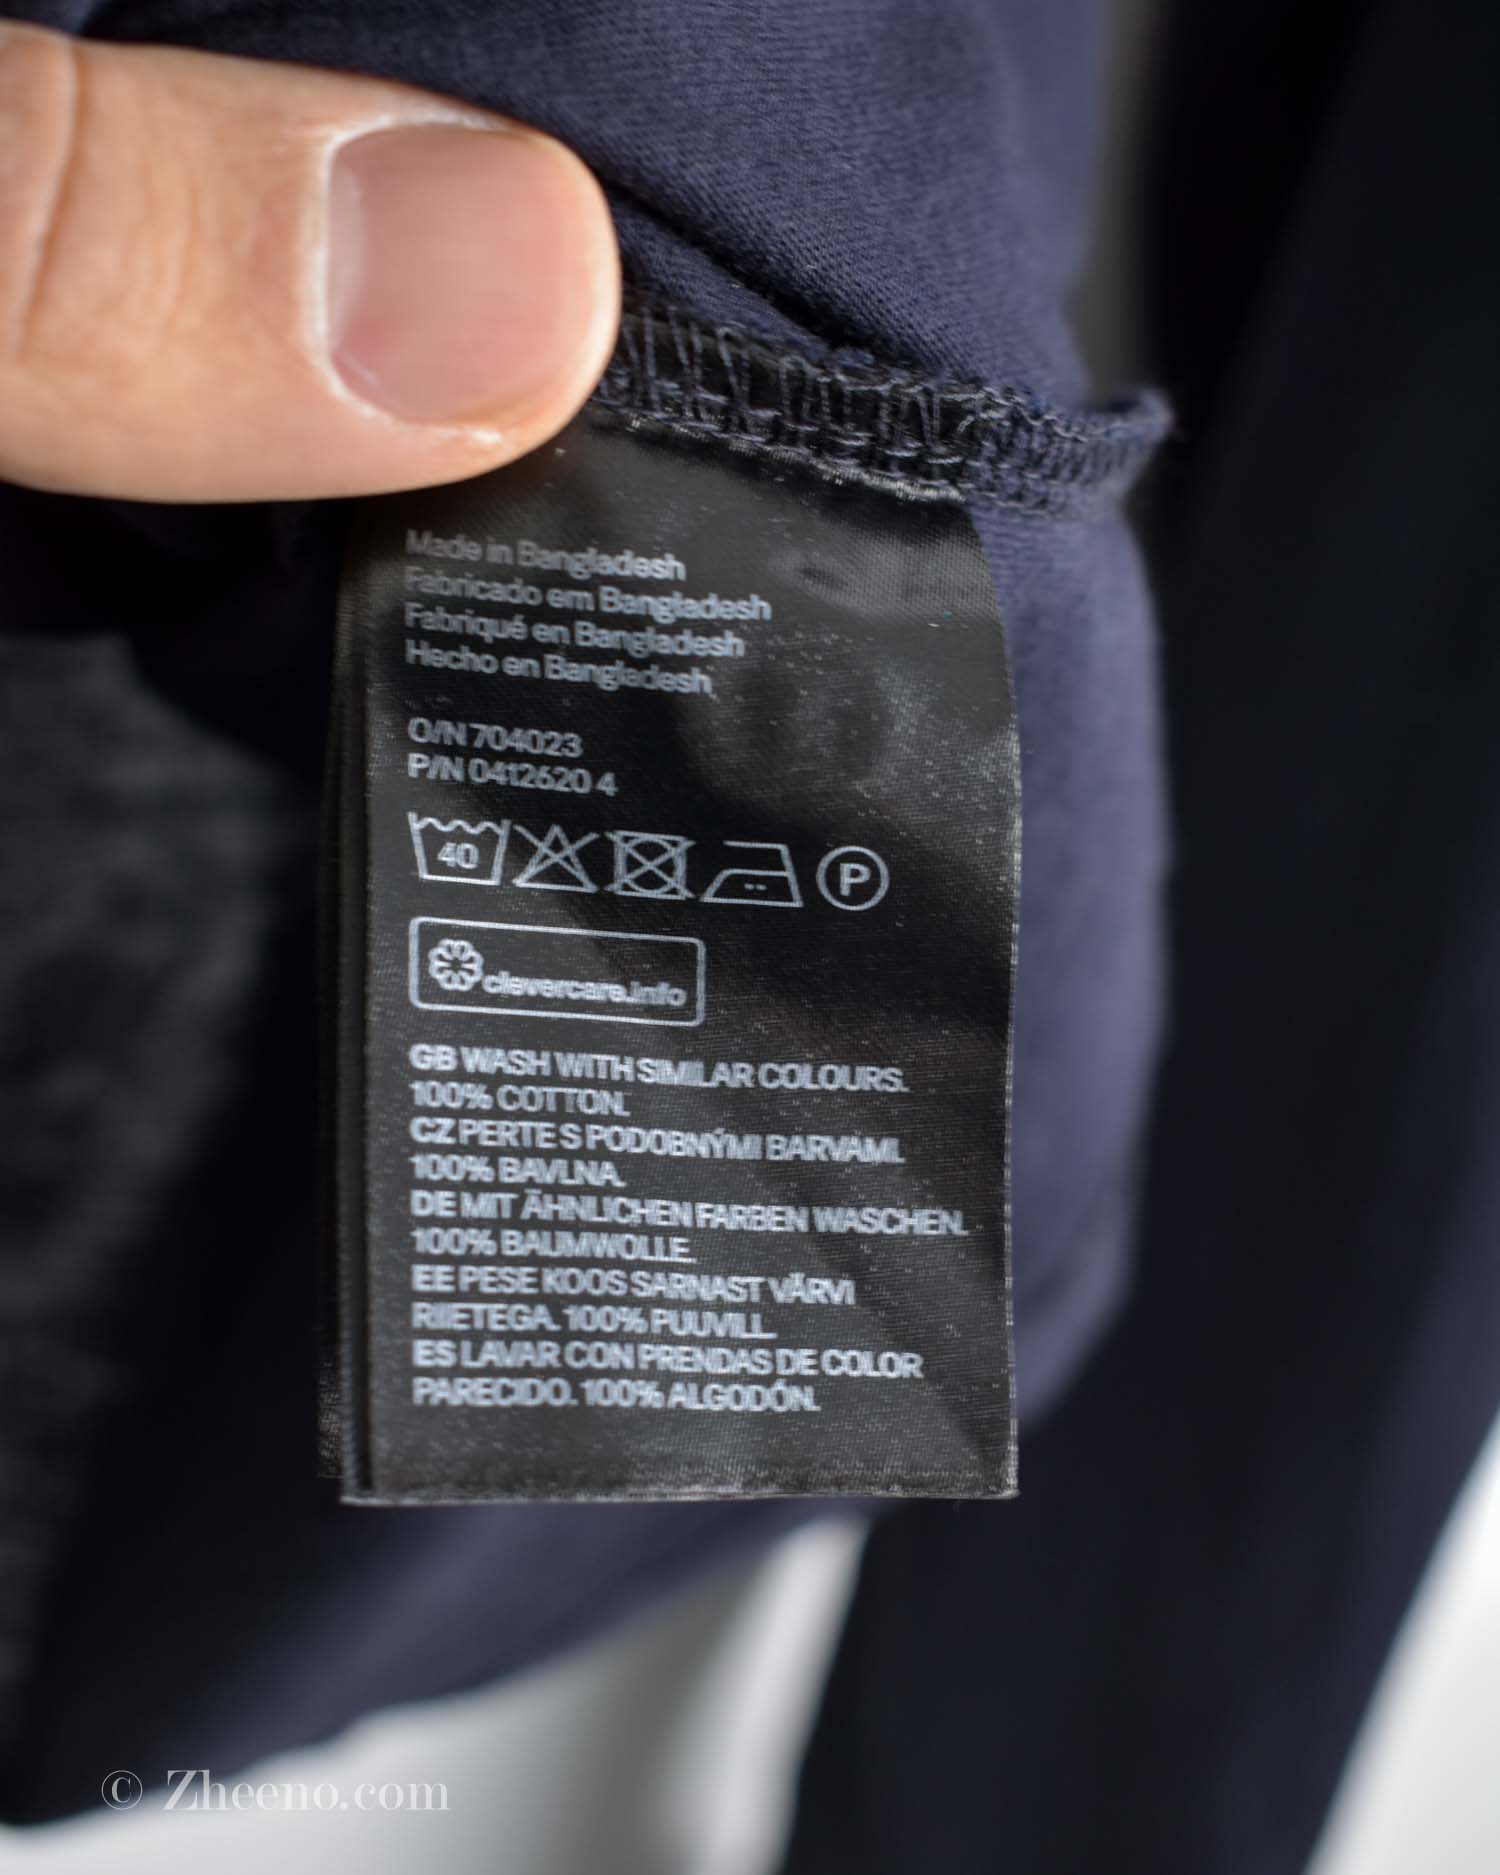 Made in Bangladesh
Fabricado em Bangladesh
Fabriqué en Bangladesh
Hecho en Bangladesh
O/N 704023
P/N 0412620 4
40
P
clevercare.info
GB WASH WITH SIMILAR COLOURS.
100% COTTON.
CZ PERTE S PODOBNÝMI BARVAMI.
100% BAVLNA.
DE MIT ÄHNLICHEN FARBEN WASCHEN.
100% BAUMWOLLE.
EE PESE KOOS SARNAST VÄRVI
RIIETEGA. 100% PUUVILL.
ES LAVAR CON PRENDAS DE COLOR
PARECIDO. 100% ALGODÓN.
© Zheeno.com